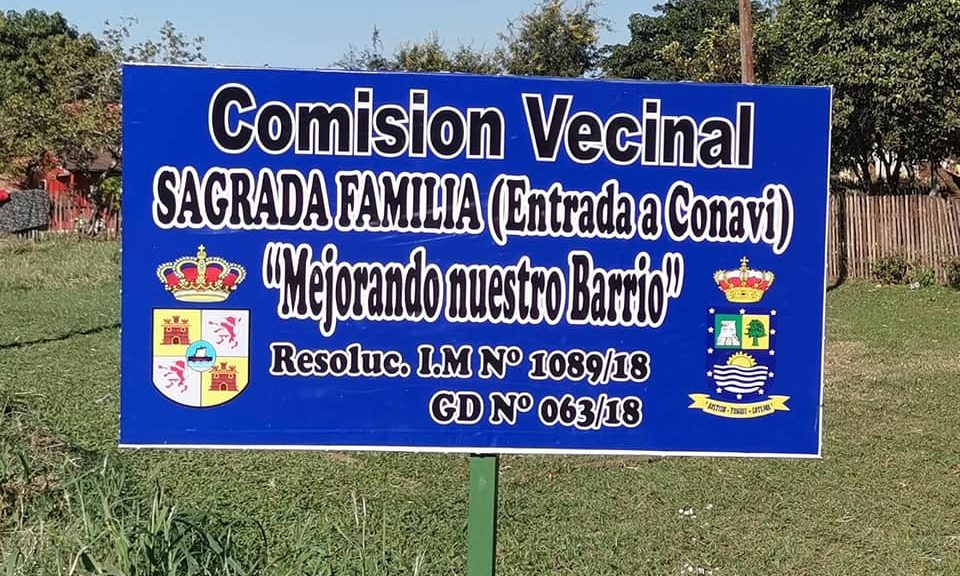 Comision Vecinal
SAGRADA FAMILIA (Entrada a Conavi)
"Mejorando nuestro Barrio"
Resoluc. I.M Nº 1089/18
GD Nº 063/18